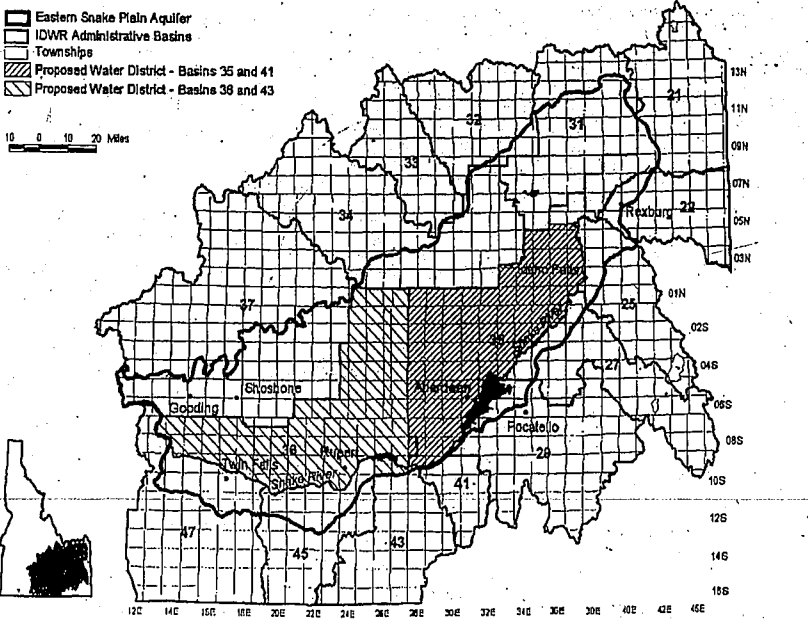 Eastern Snake Plain Aquifer
IDWR Administrative Basins
Townships
Proposed Water District - Basins 35 and 41
Proposed Water District - Basins 36 and 43
10 0 10 20 Miles
13N
21
11N
32
31
09N
33
07N
Rexburg 22
05N
34
03N
Idaho Falls
01N
37
25
Snake River
02S
35
04S
27
Shoshone
Aberdeen
06S
Gooding
Pocatello
08S
36
Rupert
29
Twin Falls
10S
Snake River
41
12S
47
43
45
14S
16S
12E 14E 16E 18E 20E 22E 24E 26E 28E 30E 32E 34E 36E 38E 40E 42E 45E